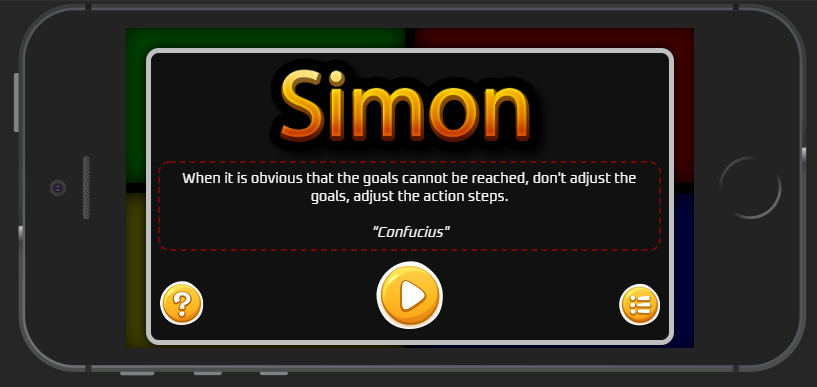 Simon
When it is obvious that the goals cannot be reached, don't adjust the
goals, adjust the action steps.
"Confucius"
?